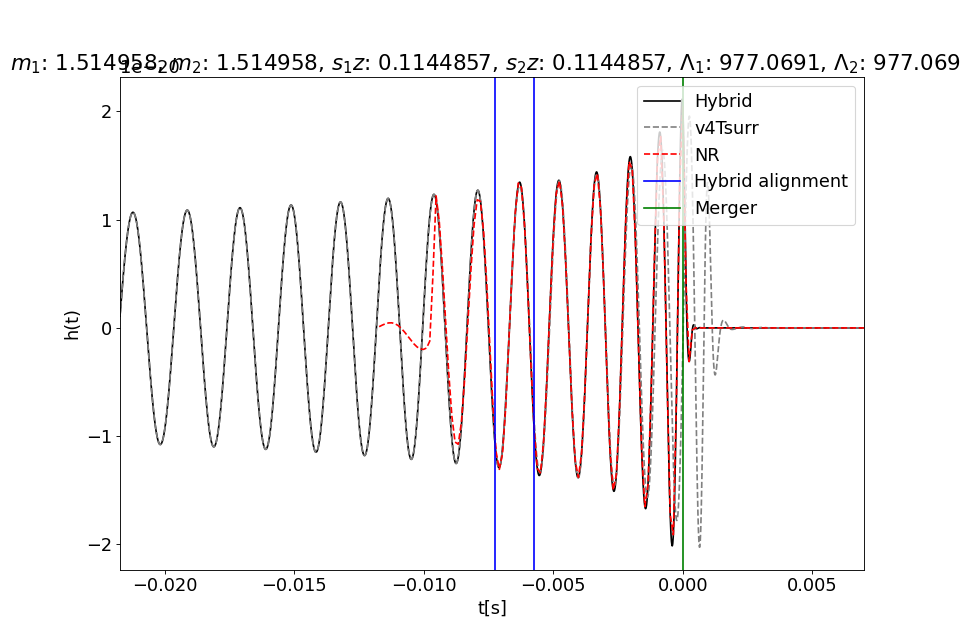 m₁: 1.514958, m₂: 1.514958, s₁z: 0.1144857, s₂z: 0.1144857, Λ₁: 977.0691, Λ₂: 977.069
1e−20
2
1
0
−1
−2
h(t)
Hybrid
v4Tsurr
NR
Hybrid alignment
Merger
−0.020 −0.015 −0.010 −0.005 0.000 0.005
t[s]